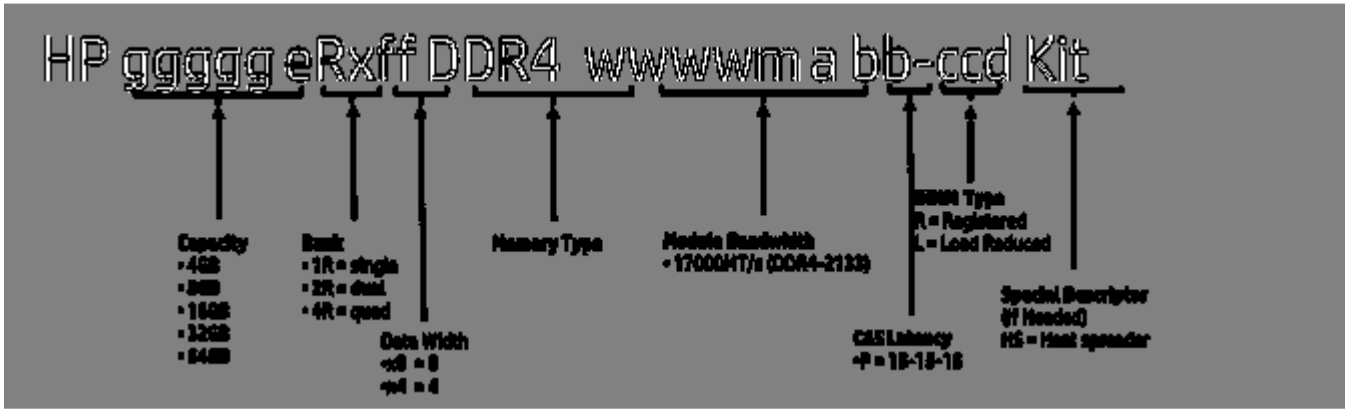 HP ggggg eRxff DDDR4 wwwwwm a bb-ccd Kit
Capacity
• 4GB
• 8GB
• 16GB
• 32GB
• 64GB
Rank
• 1R = single
• 2R = dual
• 4R = quad
Data Width
•x8 = 8
•x4 = 4
Memory Type
Module Bandwidth
• 17000MT/s (DDR4-2133)
CAS Latency
•P = 15-15-15
DIMM Type
R = Registered
L = Load Reduced
Special Descriptor
(if Needed)
HS = Heat spreader